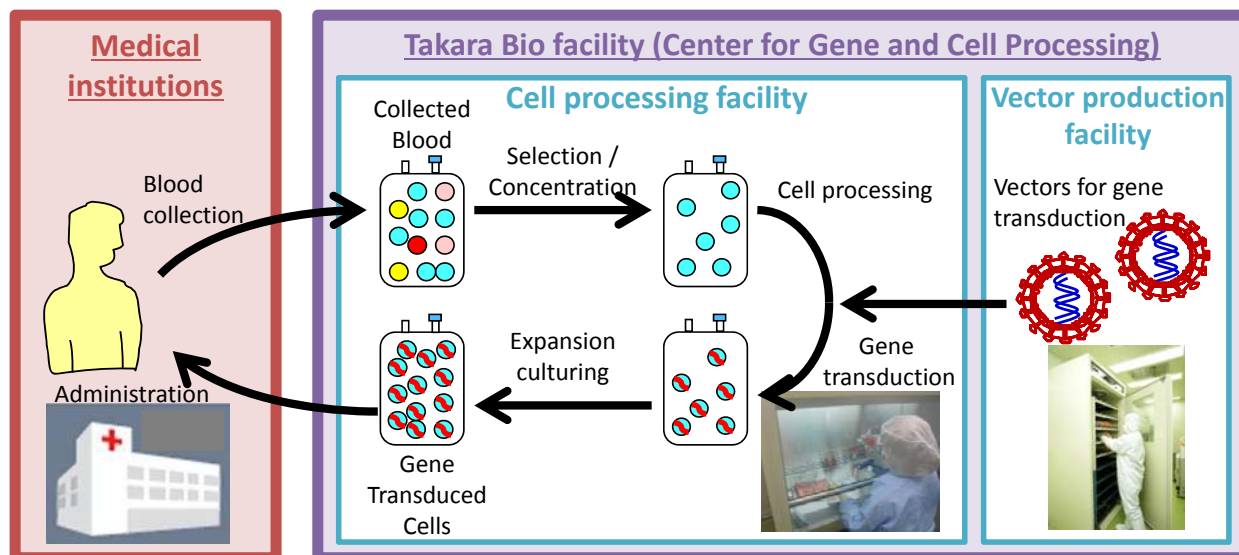 Medical
institutions
Takara Bio facility (Center for Gene and Cell Processing)
Cell processing facility
Vector production
facility
Collected
Blood
Selection /
Concentration
Cell processing
Vectors for gene
transduction
Blood
collection
Expansion
culturing
Gene
transduction
Administration
Gene
Transduced
Cells